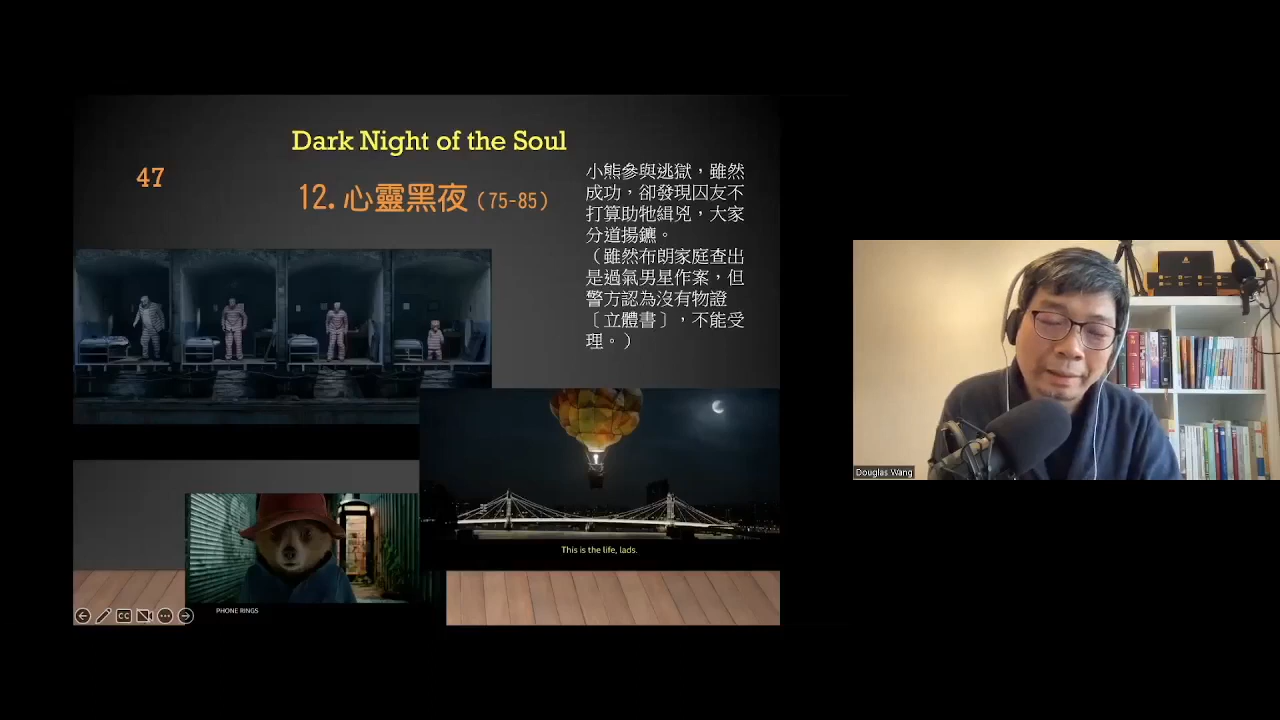 Dark Night of the Soul
47
12. 心靈黑夜 (75-85)
小熊參與逃獄，雖然
成功，卻發現囚友不
打算助牠緝兇，大家
分道揚鑣。
（雖然布朗家庭查出
是過氣男星作案，但
警方認為沒有物證
〔立體書〕，不能受
理。）
This is the life, lads.
PHONE RINGS
CC
Douglas Wang